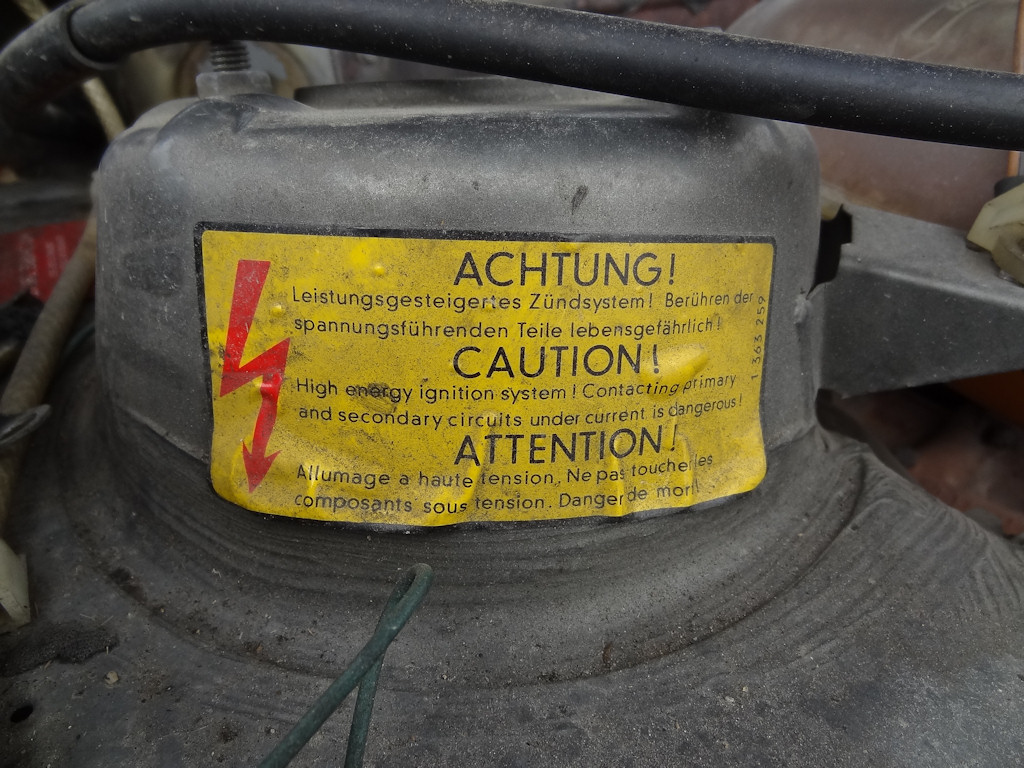 ACHTUNG!
Leistungsgesteigertes Zündsystem! Berühren der
spannungsführenden Teile lebensgefährlich!
CAUTION!
High energy ignition system! Contacting primary
and secondary circuits under current is dangerous!
ATTENTION!
Allumage a haute tension. Ne pas toucher les
composants sous tension. Danger de mort!
1 363 259